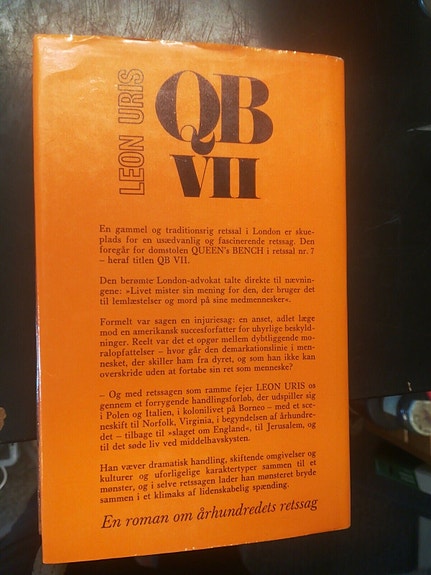 LEON URIS
QB
VII
En gammel og traditionsrig retssal i London er skue-
plads for en usædvanlig og fascinerende retssag. Den
foregår for domstolen QUEEN's BENCH i retssal nr. 7
– heraf titlen QB VII.
Den berømte London-advokat talte direkte til nævnin-
gene: »Livet mister sin mening for den, der bruger det
til lemlæstelser og mord på sine medmennesker«.
Formelt var sagen en injuriesag: en anset, adlet læge
mod en amerikansk succesforfatter for uhyrlige beskyld-
ninger. Reelt var det et opgør mellem dybtliggende mo-
ralopfattelser – hvor går den demarkationslinie i men-
nesket, der skiller ham fra dyret, og som han ikke kan
overskride uden at fortabe sin ret som menneske?
– Og med retssagen som ramme fejer LEON URIS os
gennem et forrygende handlingsforløb, der udspiller sig
i Polen og Italien, i kolonilivet på Borneo – med et sce-
neskift til Norfolk, Virginia, i begyndelsen af århundre-
det – tilbage til »slaget om England«, til Jerusalem, og
til det søde liv ved middelhavskysten.
Han væver dramatisk handling, skiftende omgivelser og
kulturer og uforligelige karaktertyper sammen til et
mønster, og i selve retssagen lader han mønsteret bryde
sammen i et klimaks af lidenskabelig spænding.
En roman om århundredets retssag